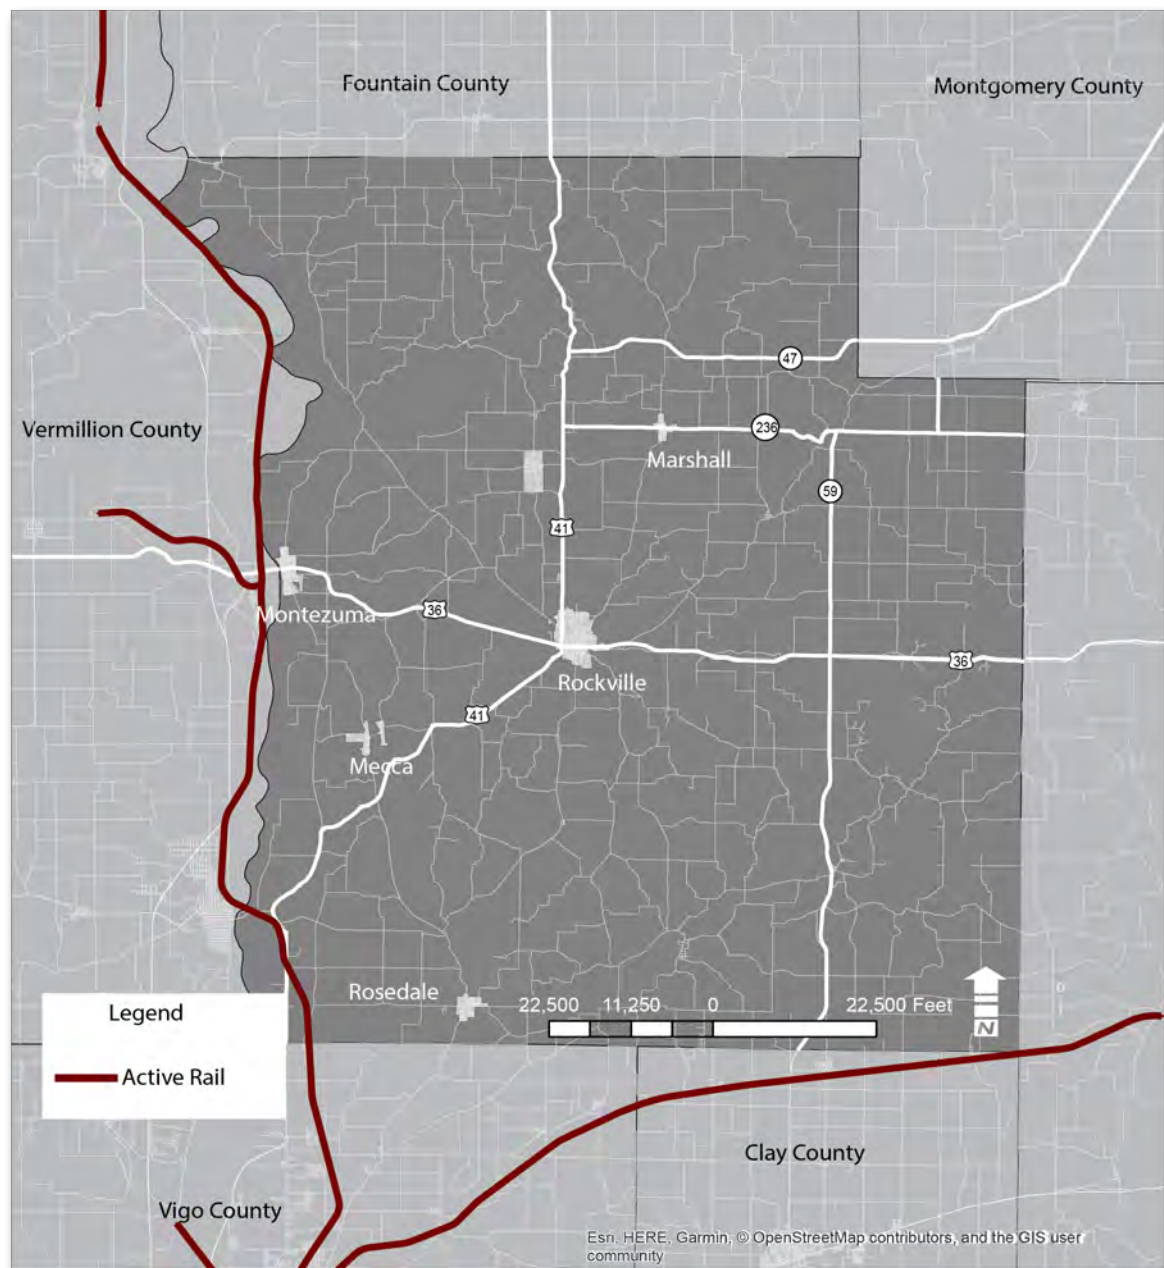 Fountain County
Montgomery County
47
Vermillion County
236
Marshall
59
41
Montezuma
36
36
Rockville
41
Mecca
Rosedale
22,500 11,250 0 22,500 Feet
N
Legend
Active Rail
Clay County
Vigo County
Esri, HERE, Garmin, © OpenStreetMap contributors, and the GIS user
community